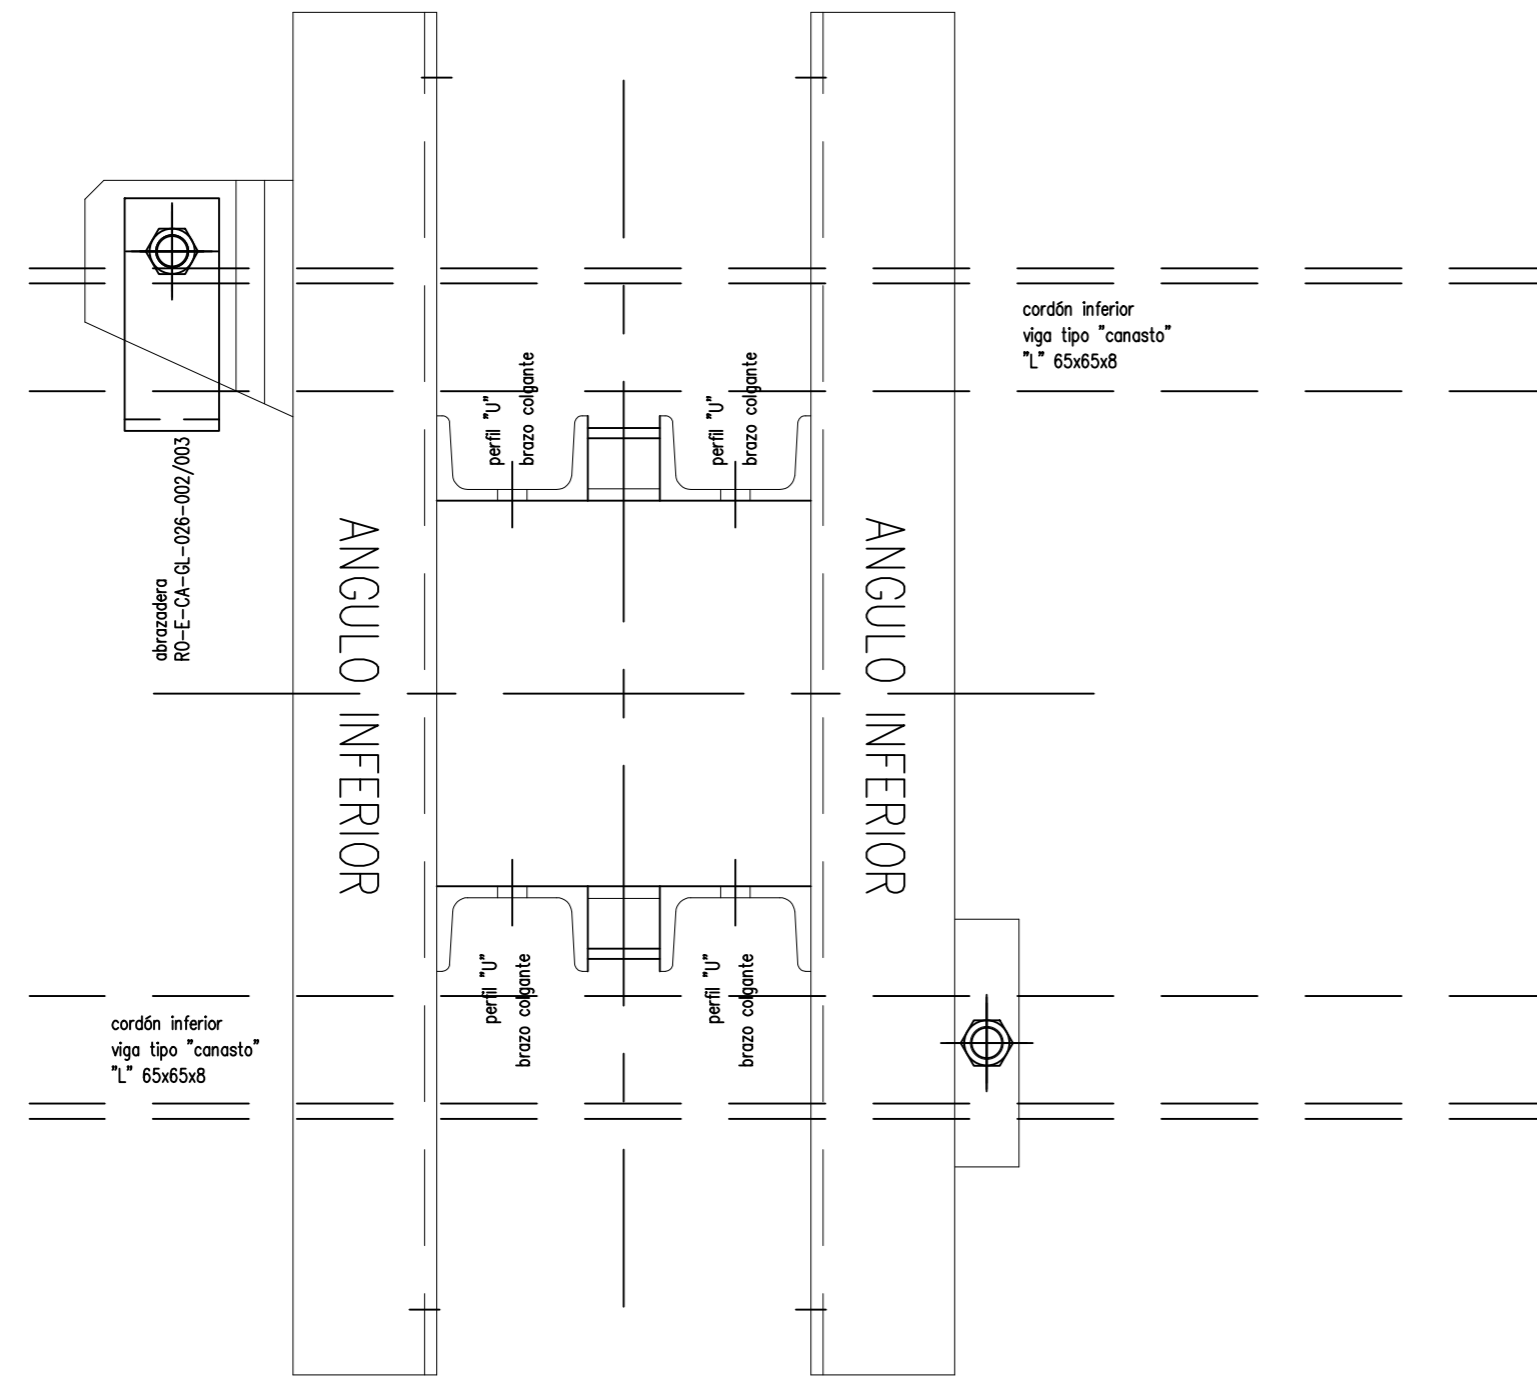 cordón inferior
viga tipo "canasto"
"L" 65x65x8
perfil "U"
brazo colgante
perfil "U"
brazo colgante
abrazadera
RO-E-CA-GL-026-002/003
ANGULO INFERIOR
ANGULO INFERIOR
perfil "U"
brazo colgante
perfil "U"
brazo colgante
cordón inferior
viga tipo "canasto"
"L" 65x65x8